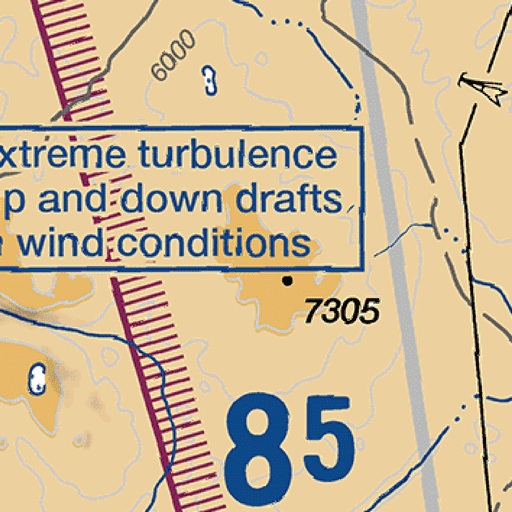 6000
xtreme turbulence
p and down drafts
wind conditions
7305
85